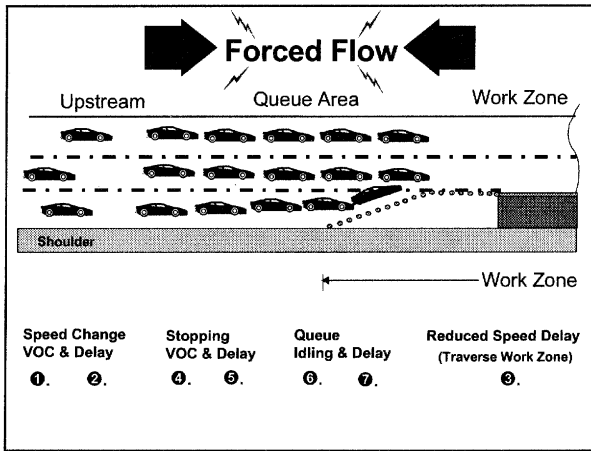 Forced Flow
Upstream Queue Area Work Zone
Shoulder
Work Zone
Speed Change Stopping Queue Reduced Speed Delay
VOC & Delay VOC & Delay Idling & Delay (Traverse Work Zone)
❶. ❷. ❹. ❺. ❻. ❼. ❸.